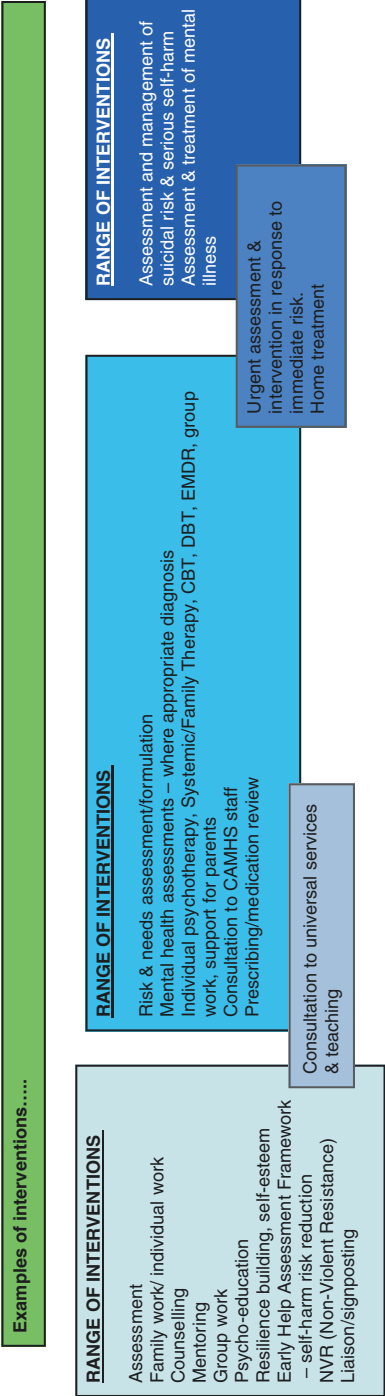 Examples of interventions.....
RANGE OF INTERVENTIONS
Assessment
Family work/ individual work
Counselling
Mentoring
Group work
Psycho-education
Resilience building, self-esteem
Early Help Assessment Framework
– self-harm risk reduction
NVR (Non-Violent Resistance)
Liaison/signposting
Consultation to universal services
& teaching
RANGE OF INTERVENTIONS
Risk & needs assessment/formulation
Mental health assessments – where appropriate diagnosis
Individual psychotherapy, Systemic/Family Therapy, CBT, DBT, EMDR, group
work, support for parents
Consultation to CAMHS staff
Prescribing/medication review
Urgent assessment &
intervention in response to
immediate risk.
Home treatment
RANGE OF INTERVENTIONS
Assessment and management of
suicidal risk & serious self-harm
Assessment & treatment of mental
illness